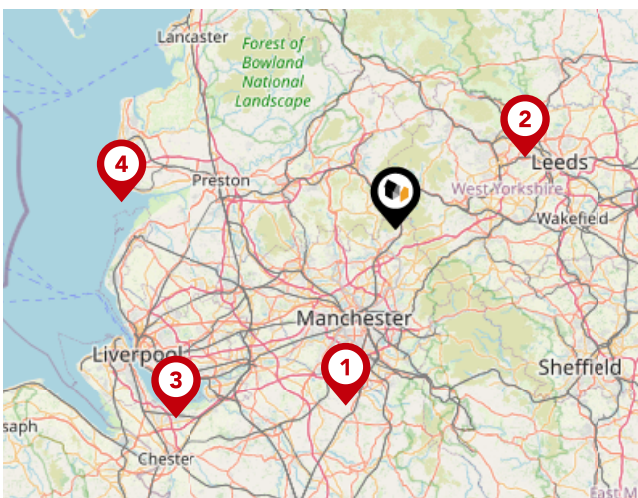 Lancaster
Forest of
Bowland
National
Landscape
2
Leeds
4
Preston
West Yorkshire
Wakefield
Manchester
Liverpool
1
Sheffield
3
saph
Chester
East M